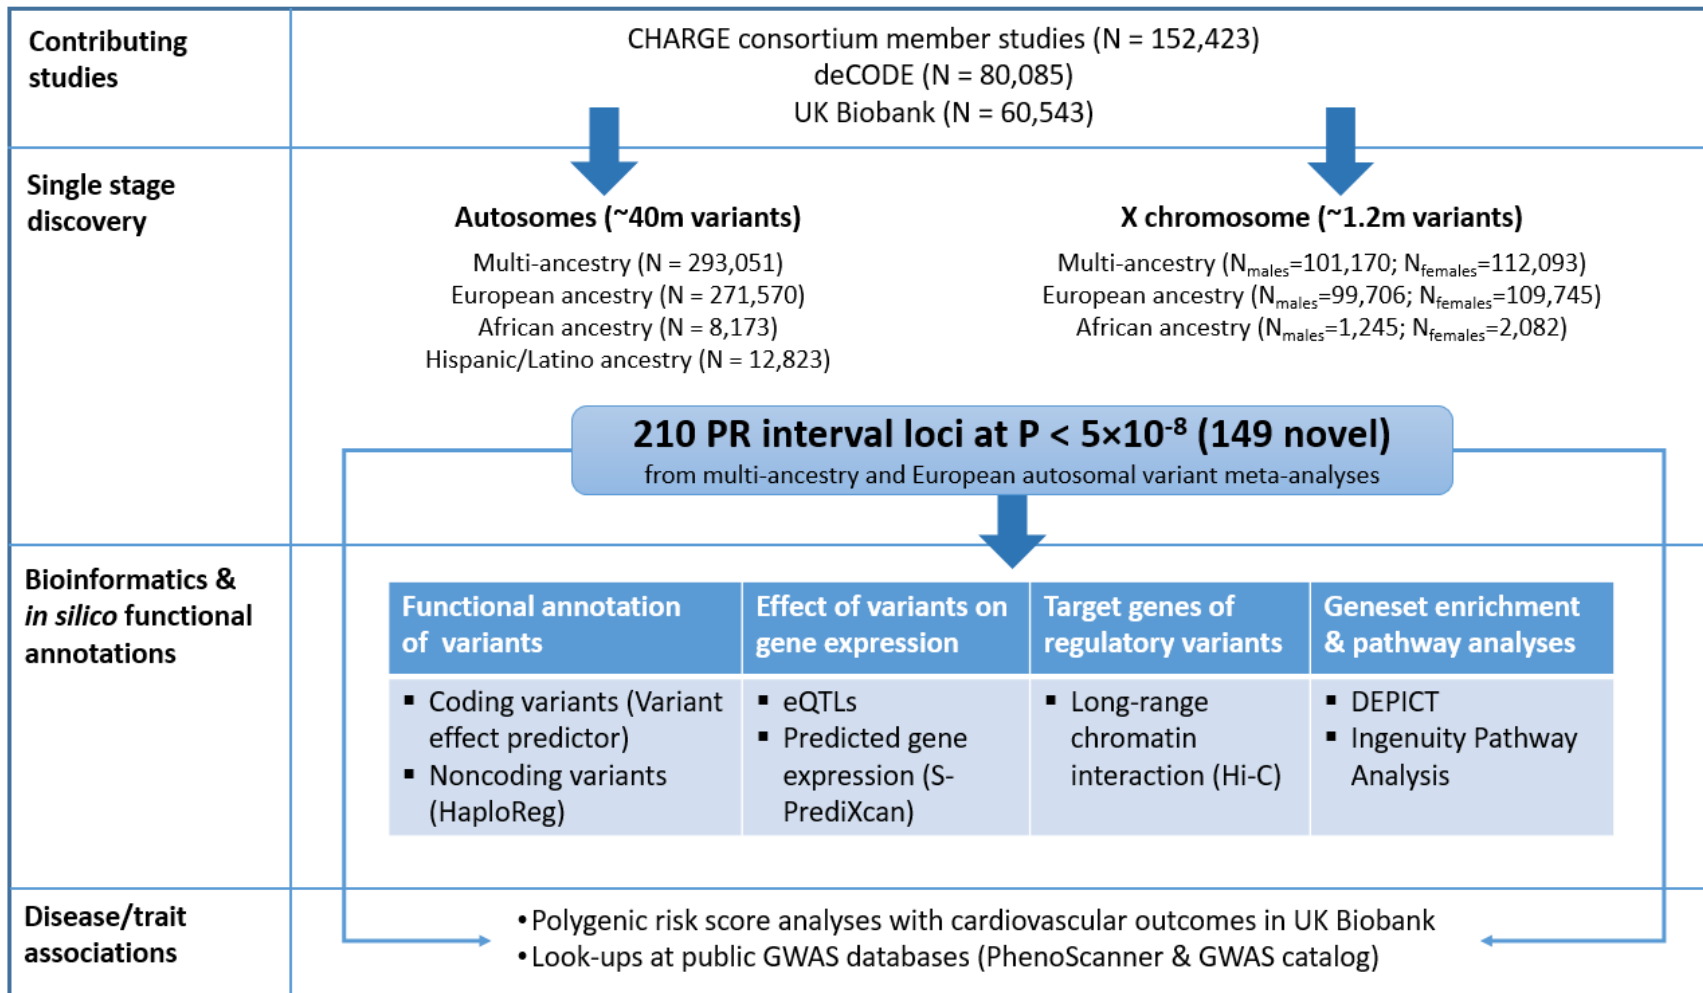 Contributing
studies
CHARGE consortium member studies (N = 152,423)
deCODE (N = 80,085)
UK Biobank (N = 60,543)
Single stage
discovery
Autosomes (~40m variants)
Multi-ancestry (N = 293,051)
European ancestry (N = 271,570)
African ancestry (N = 8,173)
Hispanic/Latino ancestry (N = 12,823)
X chromosome (~1.2m variants)
Multi-ancestry (Nmales=101,170; Nfemales=112,093)
European ancestry (Nmales=99,706; Nfemales=109,745)
African ancestry (Nmales=1,245; Nfemales=2,082)
210 PR interval loci at P < 5×10-8 (149 novel)
from multi-ancestry and European autosomal variant meta-analyses
Bioinformatics &
in silico functional
annotations
Functional annotation
of variants
▪ Coding variants (Variant
effect predictor)
▪ Noncoding variants
(HaploReg)
Effect of variants on
gene expression
▪ eQTLs
▪ Predicted gene
expression (S-
PrediXcan)
Target genes of
regulatory variants
▪ Long-range
chromatin
interaction (Hi-C)
Geneset enrichment
& pathway analyses
▪ DEPICT
▪ Ingenuity Pathway
Analysis
Disease/trait
associations
•Polygenic risk score analyses with cardiovascular outcomes in UK Biobank
•Look-ups at public GWAS databases (PhenoScanner & GWAS catalog)